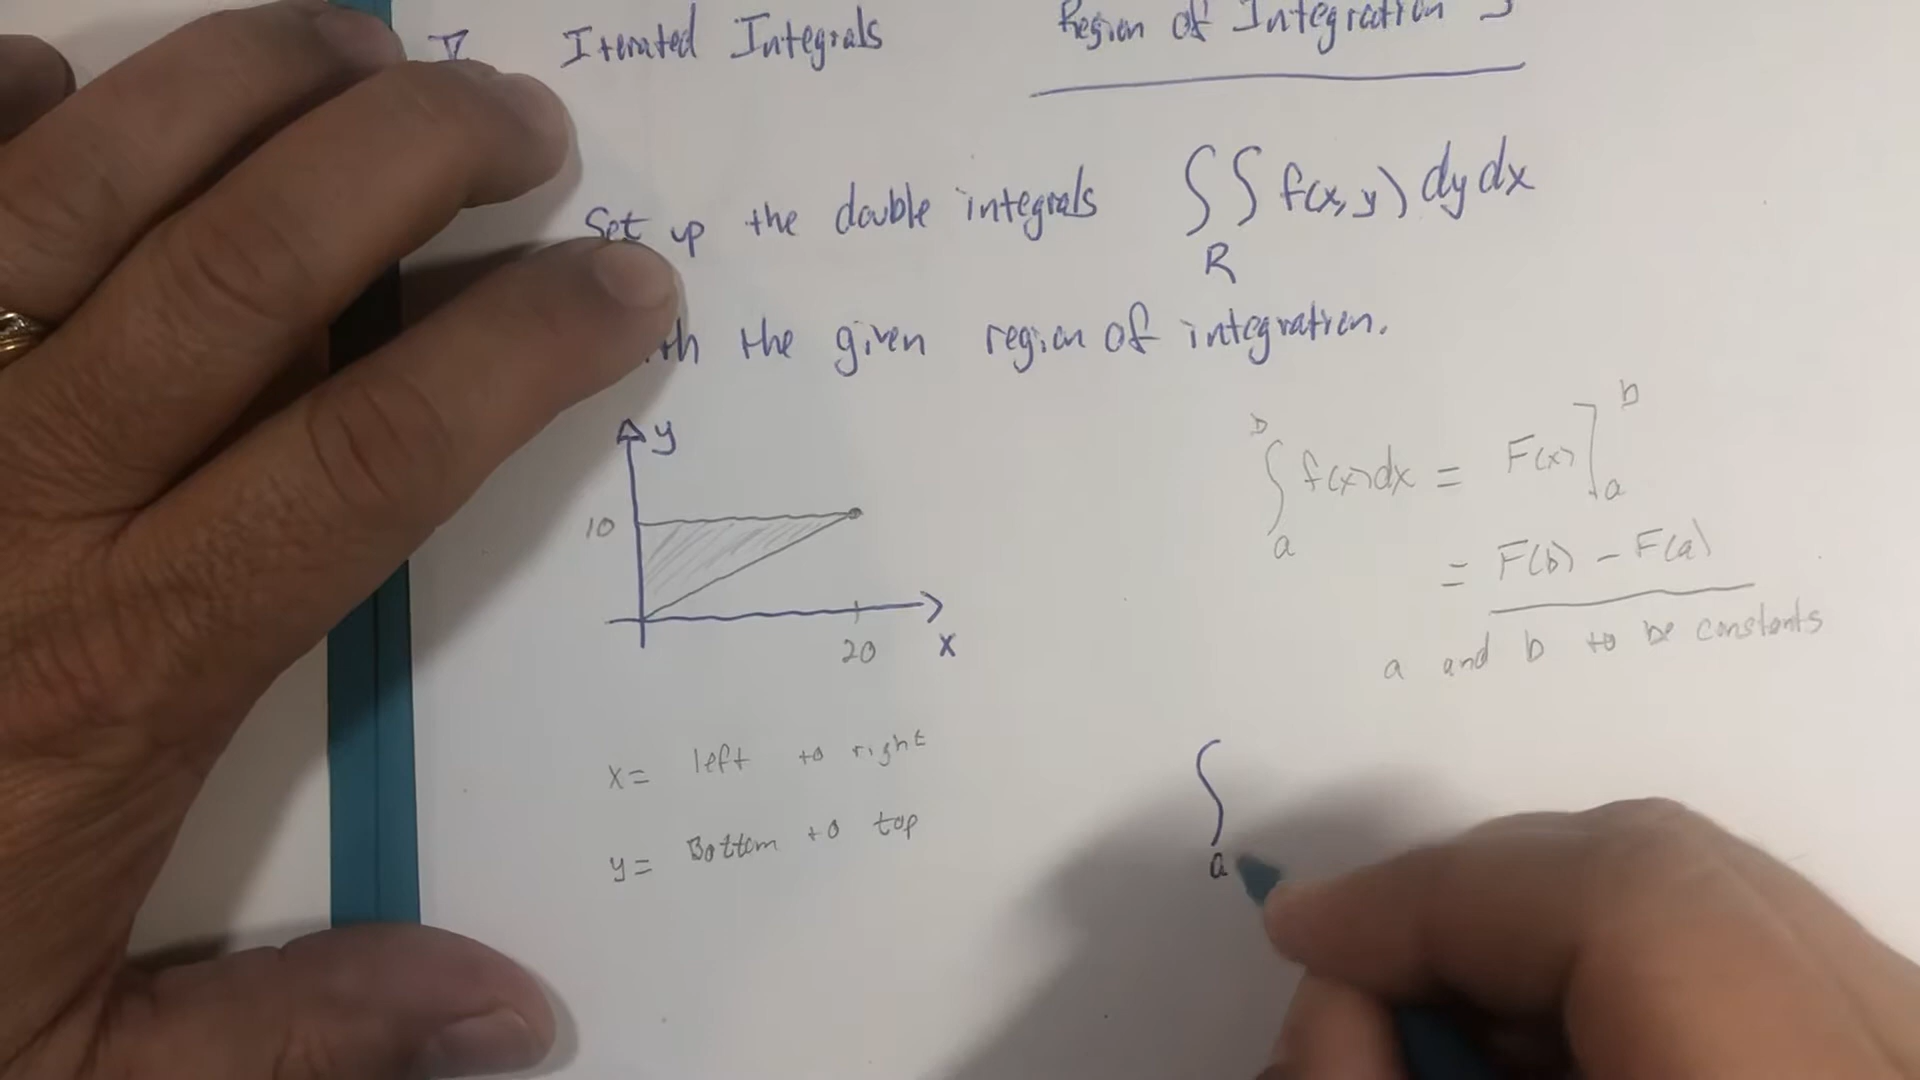 V Iterated Integrals Region of Integration
Set up the double integrals ∫∫ f(x,y) dy dx
R
the given region of integration.
y
10
20
x
b
∫ f(x)dx = F(x)]
a
b
a
= F(b) - F(a)
a and b to be constants
x = left to right
y = Bottom to top
∫
a